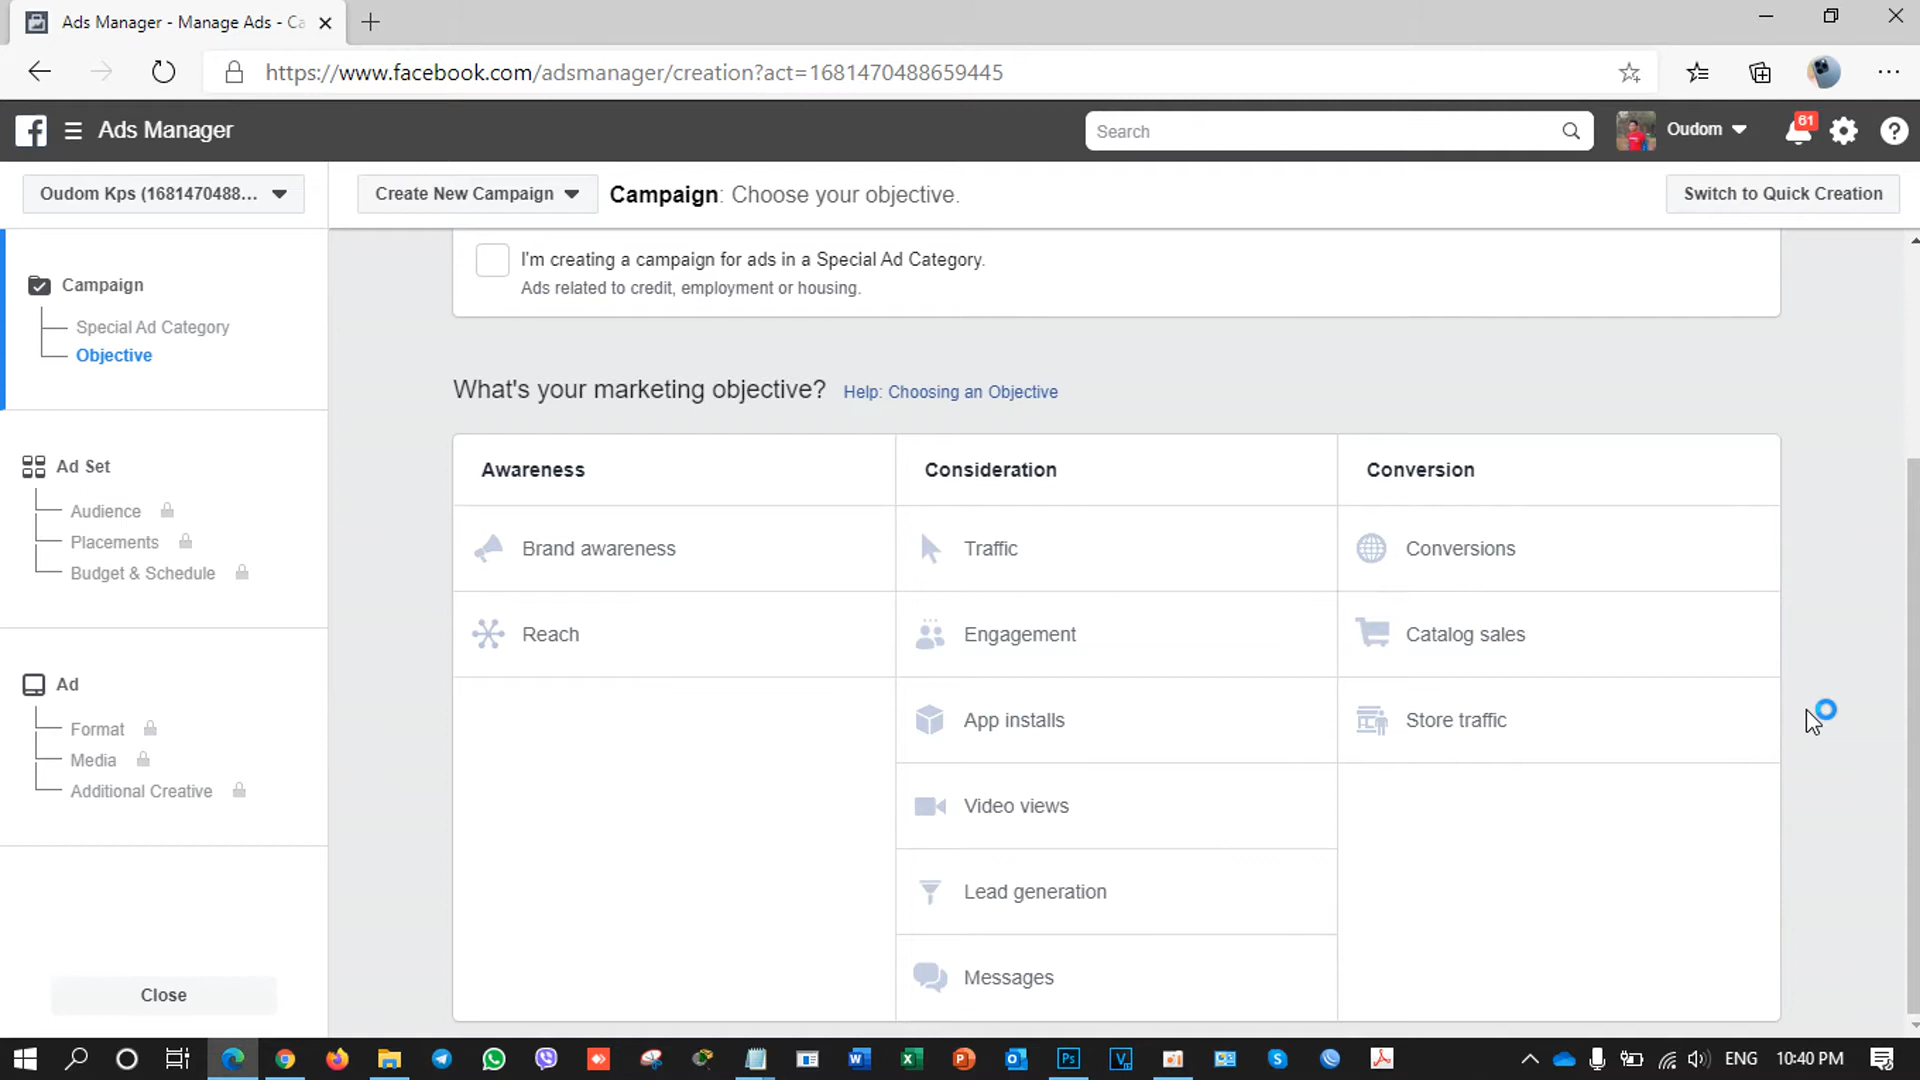 Ads Manager - Manage Ads - Ca
https://www.facebook.com/adsmanager/creation?act=1681470488659445
Ads Manager
Search
Oudom
61
Oudom Kps (1681470488...
Create New Campaign
Campaign: Choose your objective.
Switch to Quick Creation
Campaign
Special Ad Category
Objective
Ad Set
Audience
Placements
Budget & Schedule
Ad
Format
Media
Additional Creative
Close
I'm creating a campaign for ads in a Special Ad Category.
Ads related to credit, employment or housing.
What's your marketing objective? Help: Choosing an Objective
Awareness
Brand awareness
Reach
Consideration
Traffic
Engagement
App installs
Video views
Lead generation
Messages
Conversion
Conversions
Catalog sales
Store traffic
ENG
10:40 PM